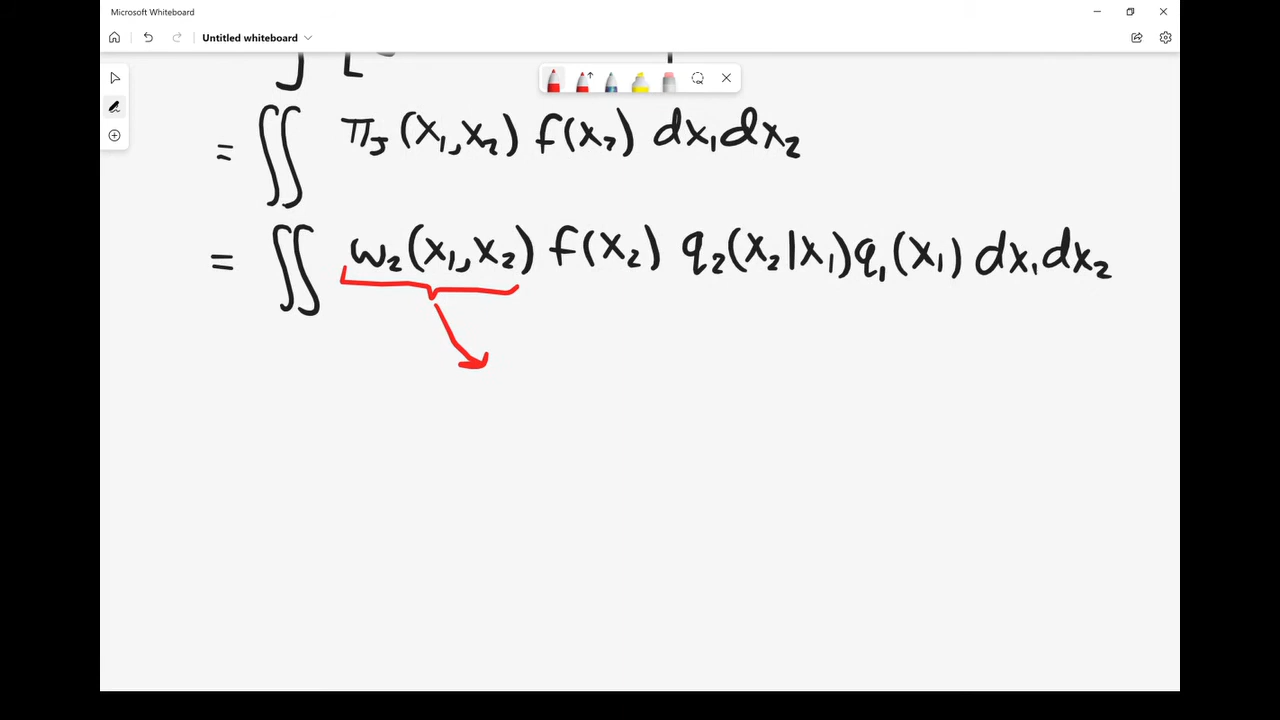 Microsoft Whiteboard
Untitled whiteboard
= ∬ π_J (x₁,x₂) f(x₂) dx₁dx₂
= ∬ w₂(x₁,x₂) f(x₂) q₂(x₂|x₁)q₁(x₁) dx₁dx₂